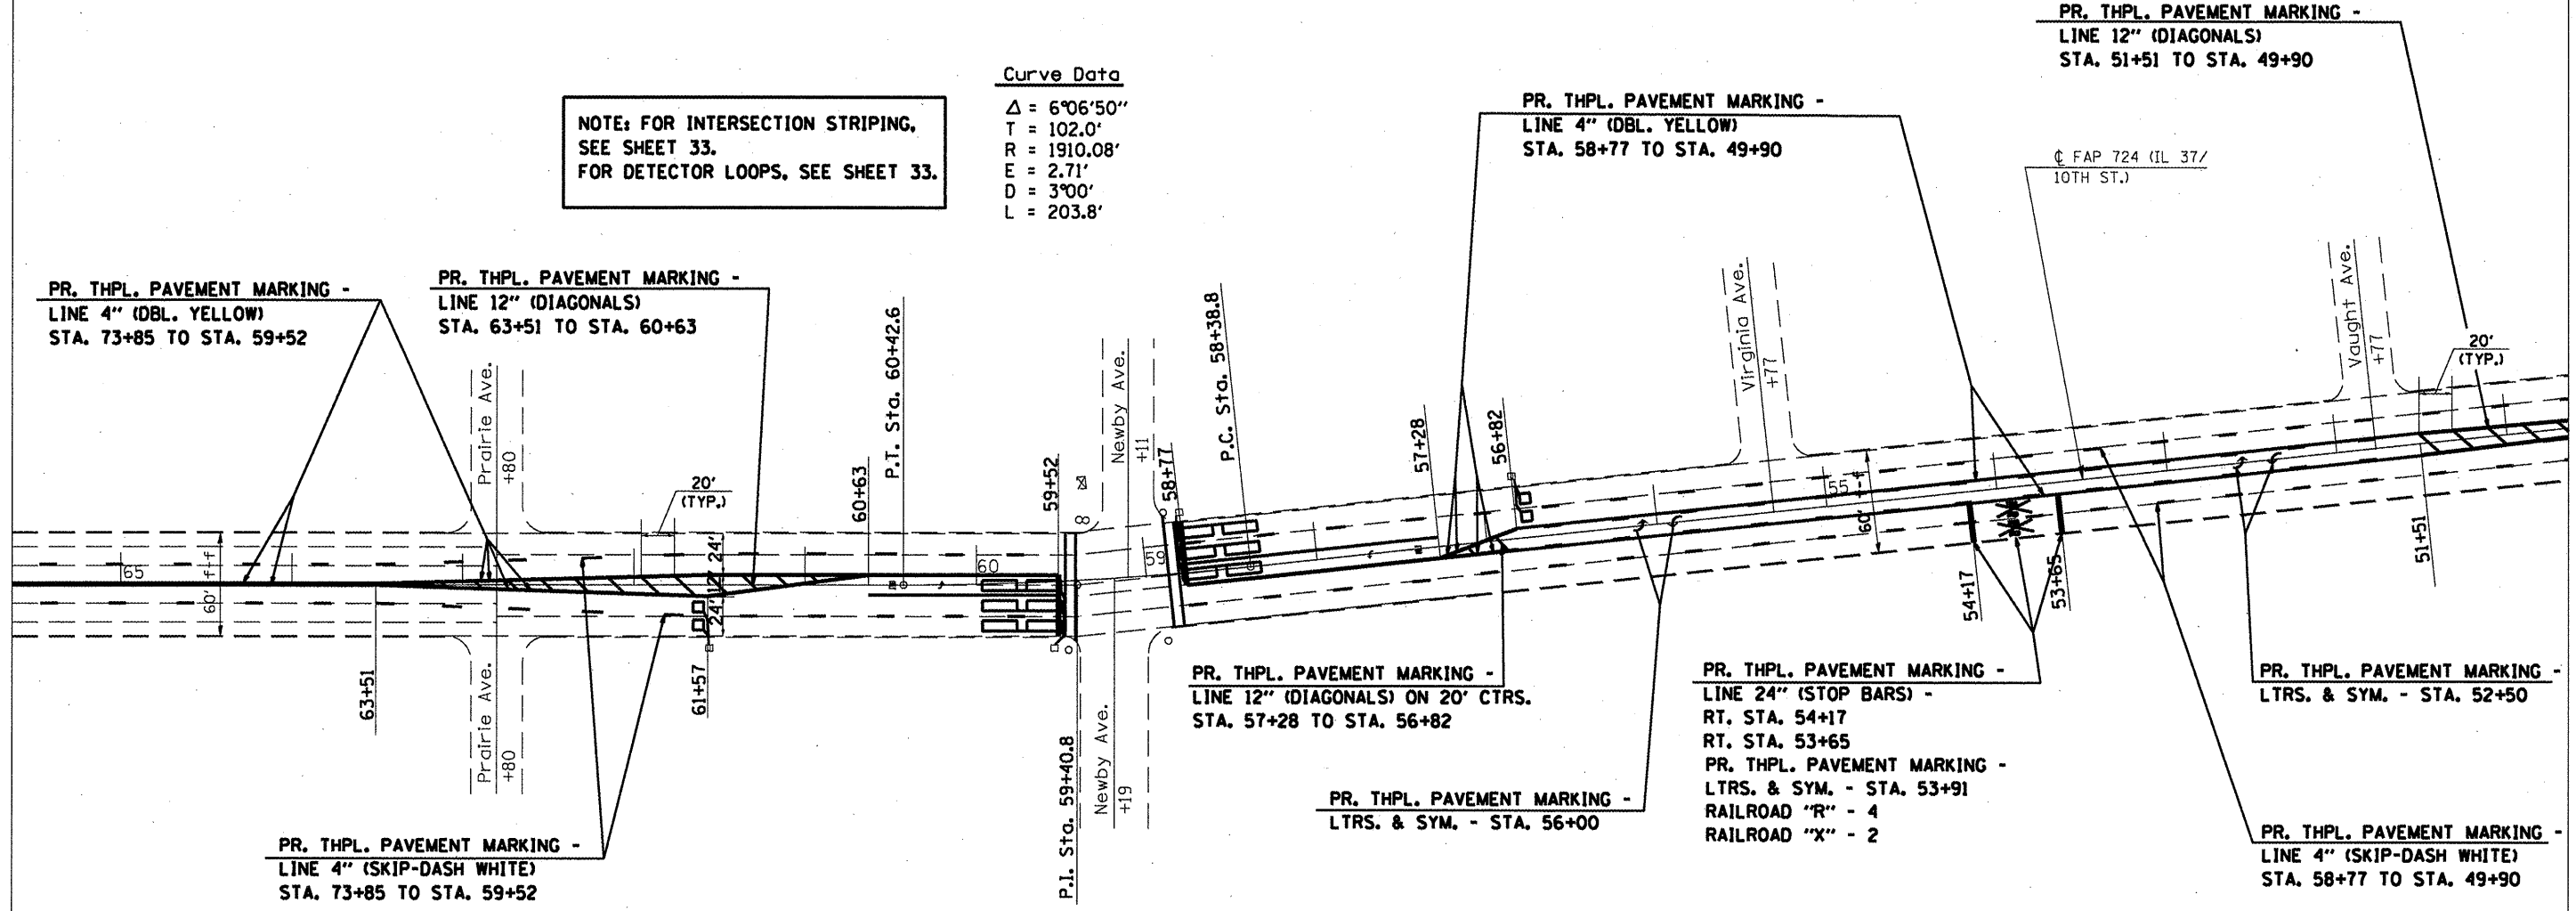 PR. THPL. PAVEMENT MARKING -
LINE 12" (DIAGONALS)
STA. 51+51 TO STA. 49+90
Curve Data
Δ = 6°06'50"
T = 102.0'
R = 1910.08'
E = 2.71'
D = 3°00'
L = 203.8'
NOTE: FOR INTERSECTION STRIPING,
SEE SHEET 33.
FOR DETECTOR LOOPS, SEE SHEET 33.
PR. THPL. PAVEMENT MARKING -
LINE 4" (DBL. YELLOW)
STA. 58+77 TO STA. 49+90
℄ FAP 724 (IL 37/
10TH ST.)
PR. THPL. PAVEMENT MARKING -
LINE 4" (DBL. YELLOW)
STA. 73+85 TO STA. 59+52
PR. THPL. PAVEMENT MARKING -
LINE 12" (DIAGONALS)
STA. 63+51 TO STA. 60+63
Prairie Ave.
+80
20'
(TYP.)
60+63
P.T. Sta. 60+42.6
59+52
Newby Ave.
+11
58+77
P.C. Sta. 58+38.8
57+28
56+82
Virginia Ave.
+77
Vaught Ave.
+77
20'
(TYP.)
65
60' f-f
24'
12'
24'
60
59
55
60' f-f
RR
54+17
53+65
51+51
63+51
Prairie Ave.
+80
61+57
P.I. Sta. 59+40.8
Newby Ave.
+19
PR. THPL. PAVEMENT MARKING -
LINE 12" (DIAGONALS) ON 20' CTRS.
STA. 57+28 TO STA. 56+82
PR. THPL. PAVEMENT MARKING -
LINE 24" (STOP BARS) -
RT. STA. 54+17
RT. STA. 53+65
PR. THPL. PAVEMENT MARKING -
LTRS. & SYM. - STA. 53+91
RAILROAD "R" - 4
RAILROAD "X" - 2
PR. THPL. PAVEMENT MARKING -
LTRS. & SYM. - STA. 52+50
PR. THPL. PAVEMENT MARKING -
LTRS. & SYM. - STA. 56+00
PR. THPL. PAVEMENT MARKING -
LINE 4" (SKIP-DASH WHITE)
STA. 73+85 TO STA. 59+52
PR. THPL. PAVEMENT MARKING -
LINE 4" (SKIP-DASH WHITE)
STA. 58+77 TO STA. 49+90